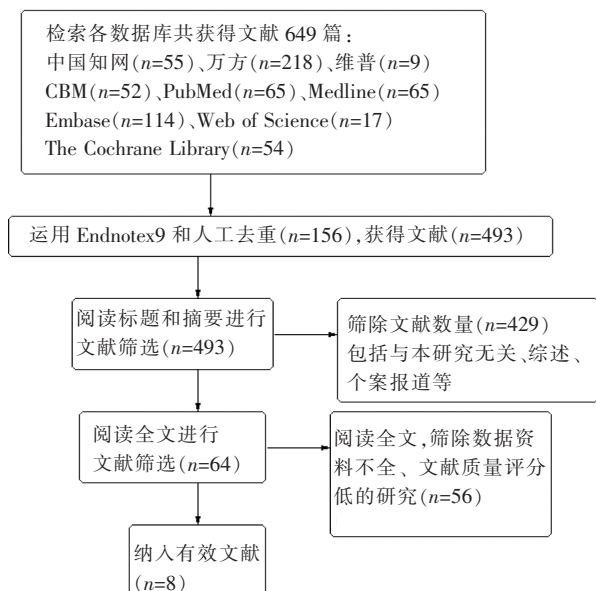 检索各数据库共获得文献 649 篇：
中国知网(n=55)、万方(n=218)、维普(n=9)
CBM(n=52)、PubMed(n=65)、Medline(n=65)
Embase(n=114)、Web of Science(n=17)
The Cochrane Library(n=54)
运用 Endnotex9 和人工去重(n=156)，获得文献(n=493)
阅读标题和摘要进行
文献筛选(n=493)
筛除文献数量(n=429)
包括与本研究无关、综述、
个案报道等
阅读全文进行
文献筛选(n=64)
阅读全文，筛除数据资
料不全、文献质量评分
低的研究(n=56)
纳入有效文献
(n=8)